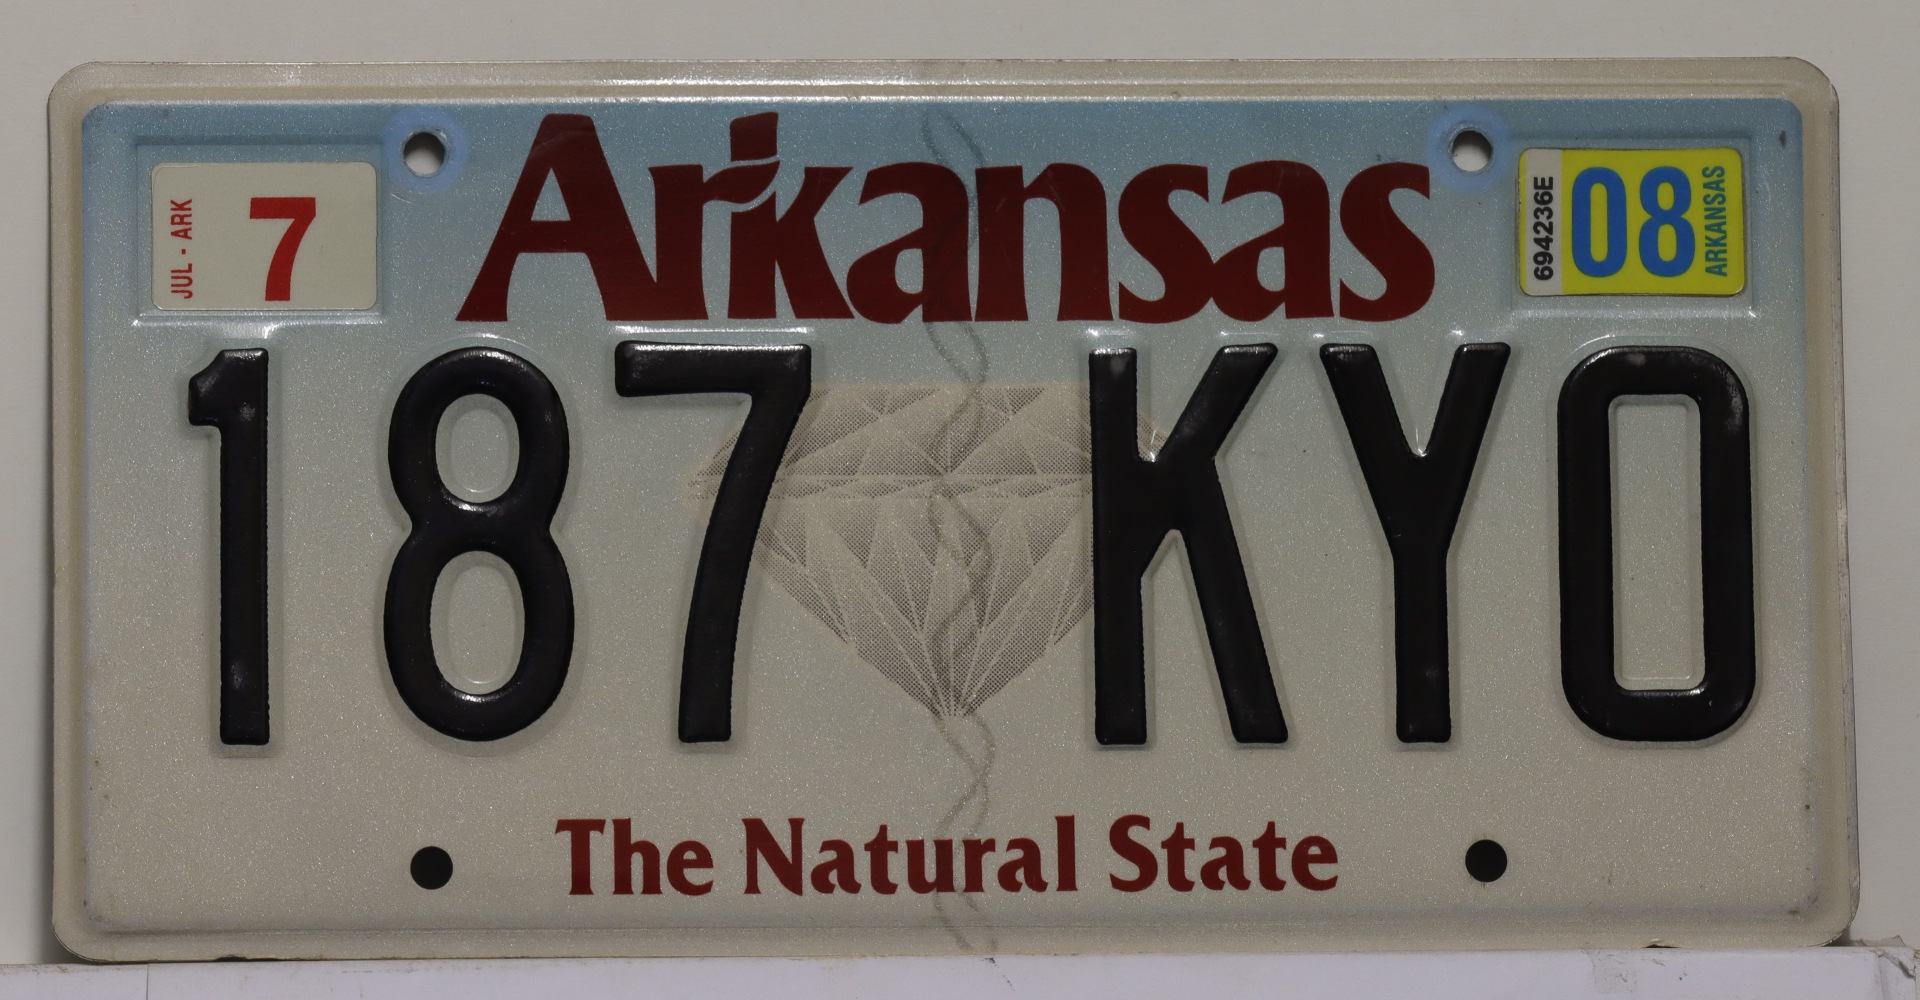 Arkansas
JUL - ARK
7
694236E
08
ARKANSAS
187 KYO
The Natural State